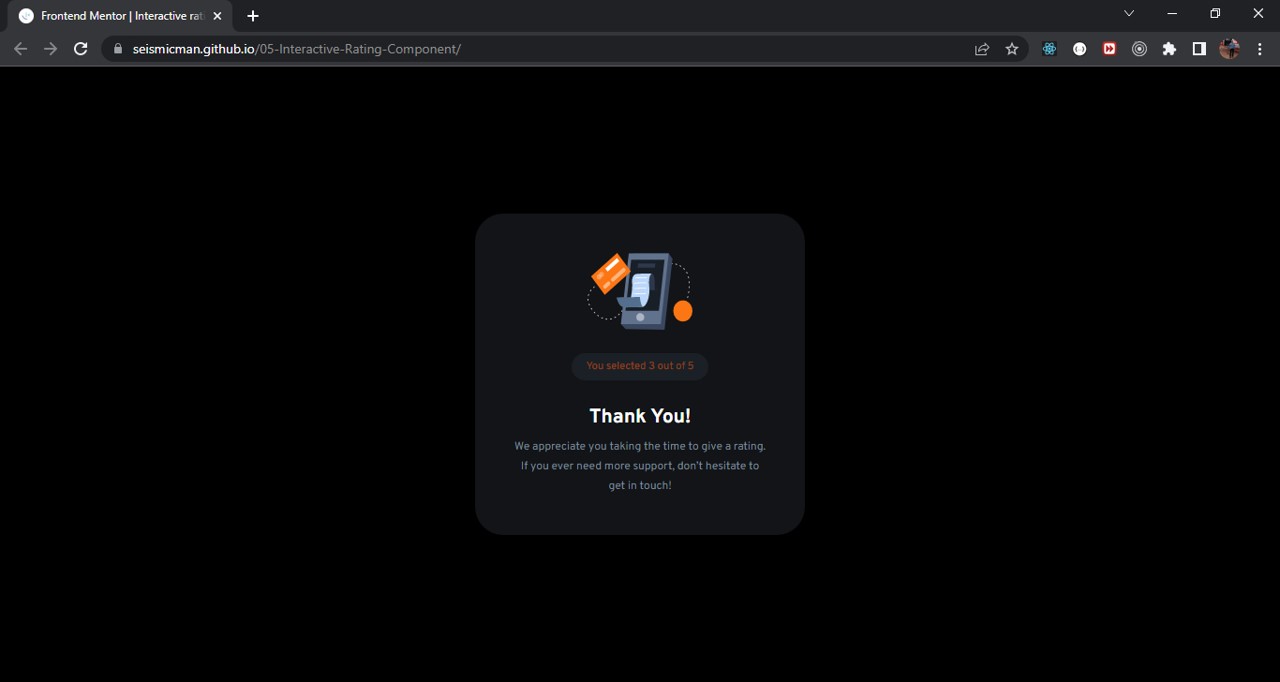 Frontend Mentor | Interactive rati
seismicman.github.io/05-Interactive-Rating-Component/
You selected 3 out of 5
Thank You!
We appreciate you taking the time to give a rating.
If you ever need more support, don't hesitate to
get in touch!